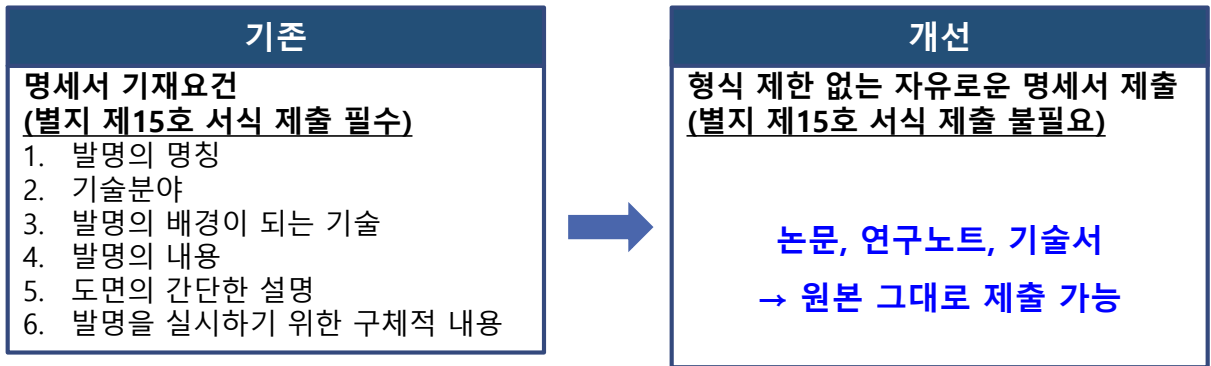 기존
명세서 기재요건
(별지 제15호 서식 제출 필수)
1. 발명의 명칭
2. 기술분야
3. 발명의 배경이 되는 기술
4. 발명의 내용
5. 도면의 간단한 설명
6. 발명을 실시하기 위한 구체적 내용
개선
형식 제한 없는 자유로운 명세서 제출
(별지 제15호 서식 제출 불필요)
논문, 연구노트, 기술서
→ 원본 그대로 제출 가능